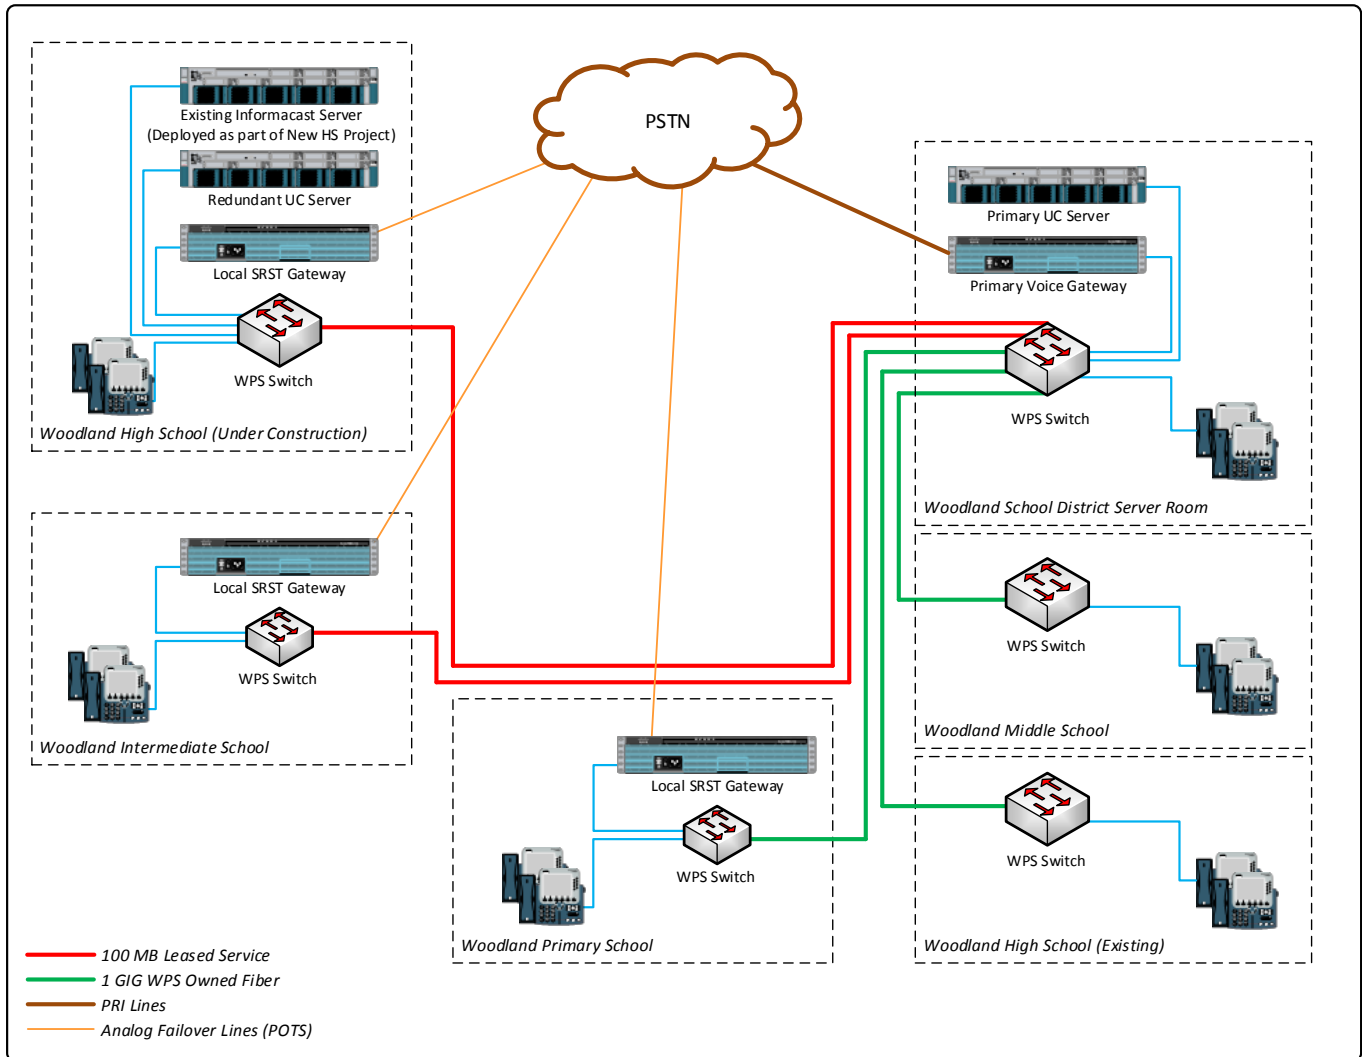 PSTN
Existing Informacast Server
(Deployed as part of New HS Project)
Redundant UC Server
Local SRST Gateway
WPS Switch
Woodland High School (Under Construction)
Primary UC Server
Primary Voice Gateway
WPS Switch
Woodland School District Server Room
Local SRST Gateway
WPS Switch
Woodland Intermediate School
WPS Switch
Woodland Middle School
Local SRST Gateway
WPS Switch
Woodland Primary School
WPS Switch
Woodland High School (Existing)
100 MB Leased Service
1 GIG WPS Owned Fiber
PRI Lines
Analog Failover Lines (POTS)